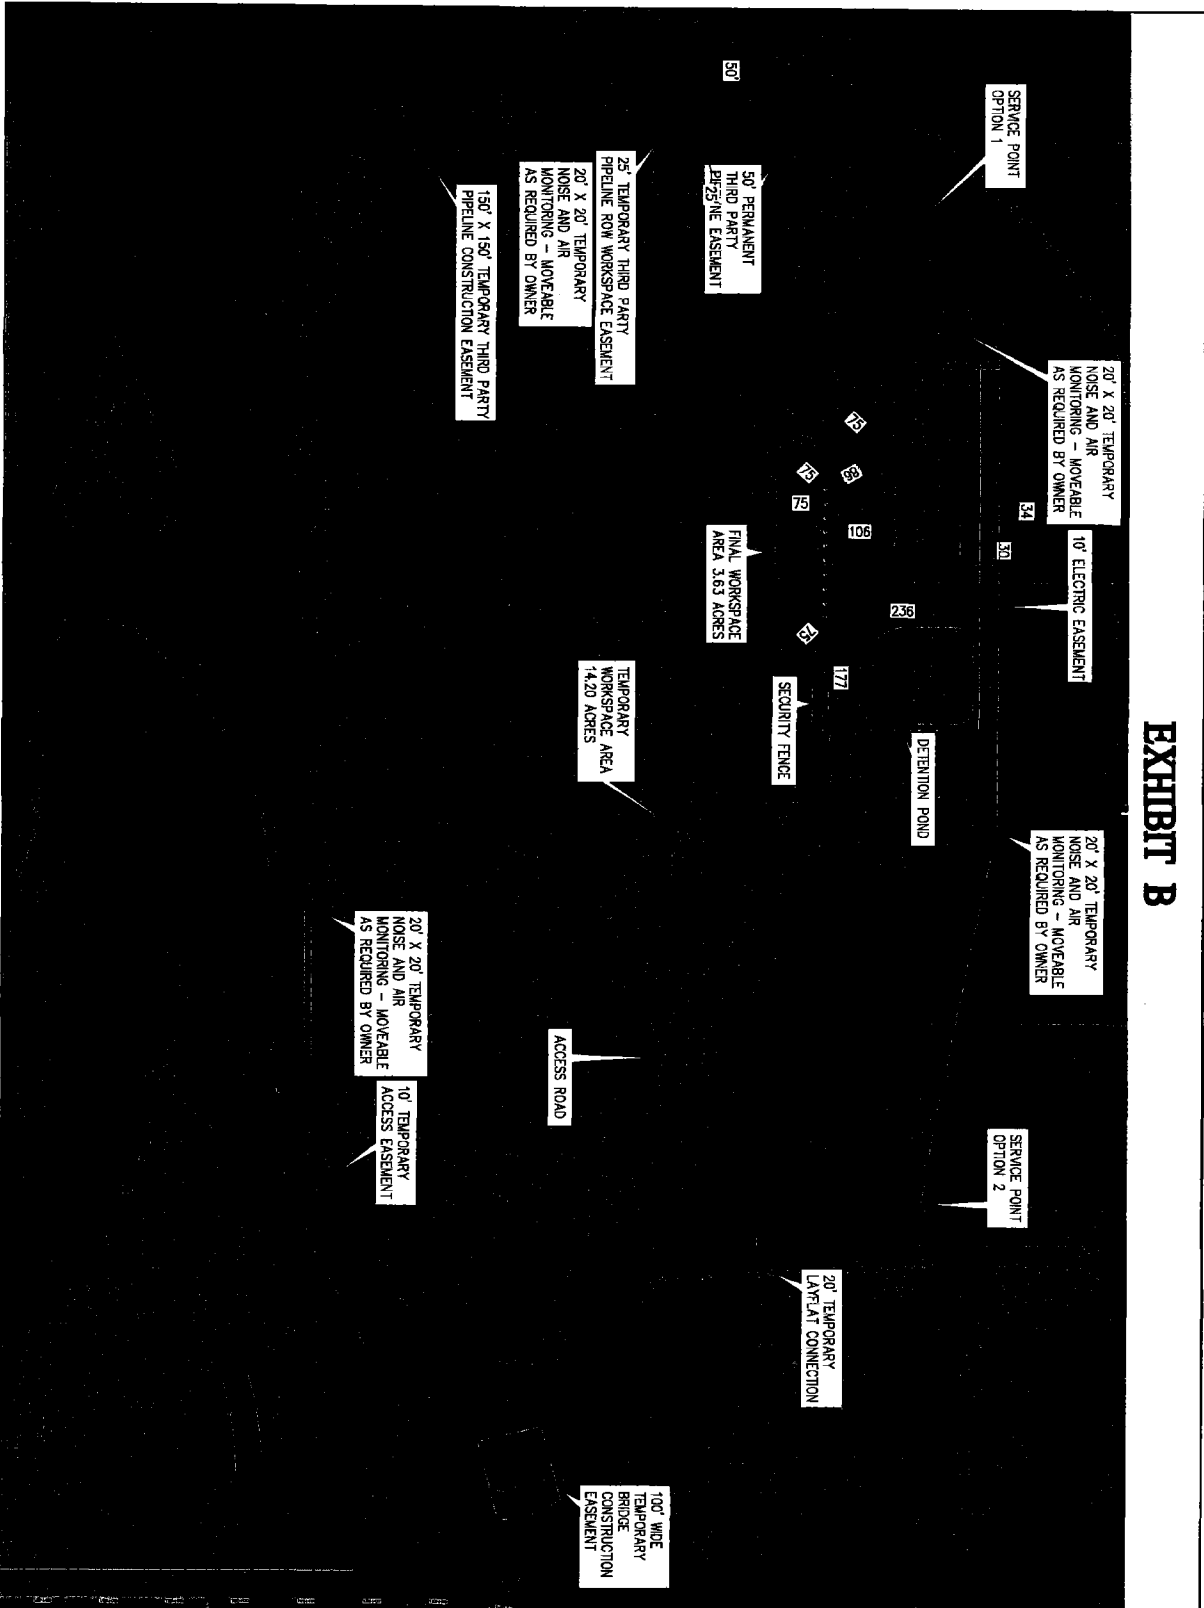 EXHIBIT B
SERVICE POINT
OPTION 1
20' X 20' TEMPORARY
NOISE AND AIR
MONITORING - MOVEABLE
AS REQUIRED BY OWNER
10' ELECTRIC EASEMENT
20' X 20' TEMPORARY
NOISE AND AIR
MONITORING - MOVEABLE
AS REQUIRED BY OWNER
SERVICE POINT
OPTION 2
34
30
236
106
177
75
75
75
75
50'
50' PERMANENT
THIRD PARTY
EASEMENT
25'
DETENTION POND
SECURITY FENCE
FINAL WORKSPACE
AREA 3.63 ACRES
20' TEMPORARY
LAYFLAT CONNECTION
25' TEMPORARY THIRD PARTY
PIPELINE ROW WORKSPACE EASEMENT
20' X 20' TEMPORARY
NOISE AND AIR
MONITORING - MOVEABLE
AS REQUIRED BY OWNER
TEMPORARY
WORKSPACE AREA
14.20 ACRES
ACCESS ROAD
100' WIDE
TEMPORARY
BRIDGE
CONSTRUCTION
EASEMENT
150' X 150' TEMPORARY THIRD PARTY
PIPELINE CONSTRUCTION EASEMENT
20' X 20' TEMPORARY
NOISE AND AIR
MONITORING - MOVEABLE
AS REQUIRED BY OWNER
10' TEMPORARY
ACCESS EASEMENT